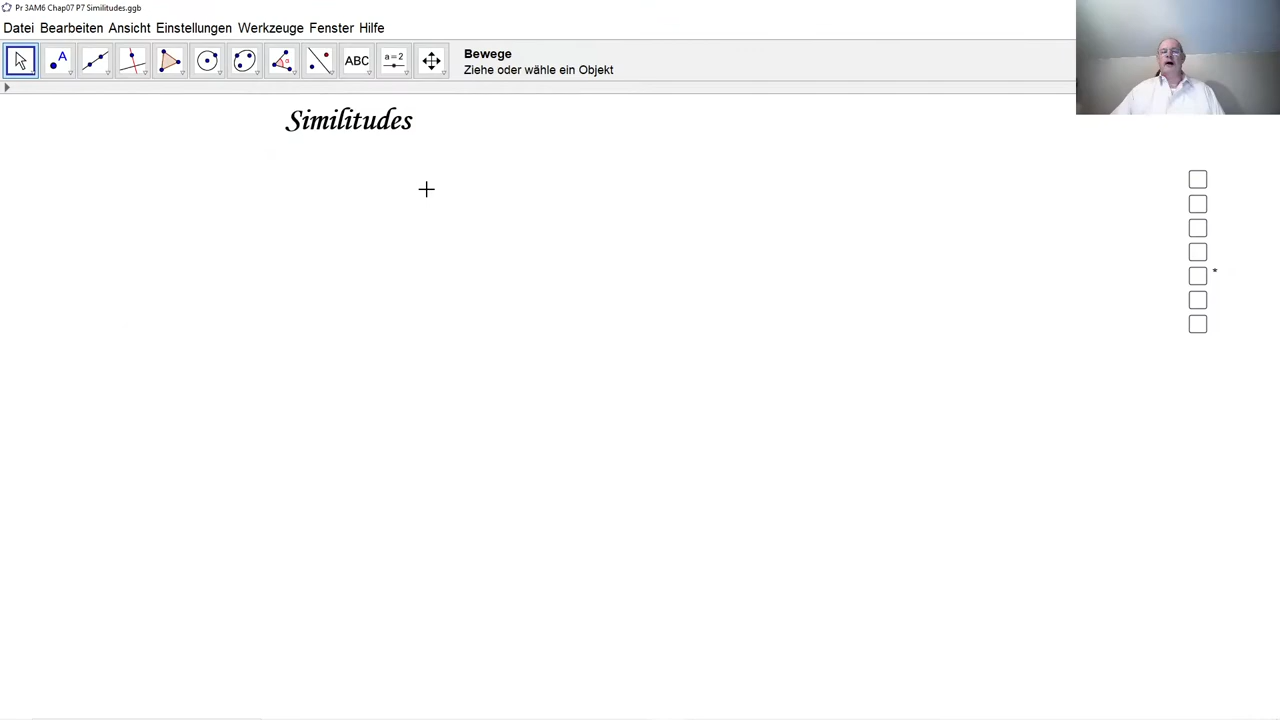 Pr 3AM6 Chap07 P7 Similitudes.ggb
Datei Bearbeiten Ansicht Einstellungen Werkzeuge Fenster Hilfe
A
ABC
a=2
Bewege
Ziehe oder wähle ein Objekt
Similitudes
*